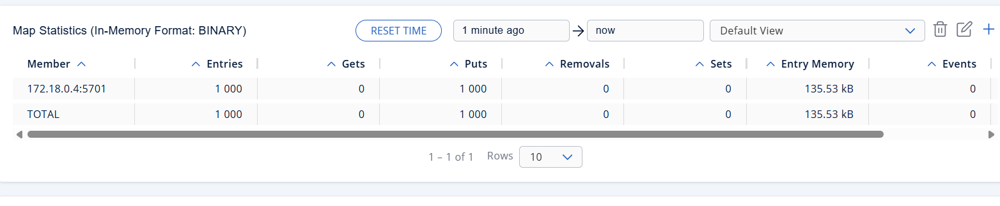 Map Statistics (In-Memory Format: BINARY) RESET TIME 1 minute ago now Default View
Member Entries Gets Puts Removals Sets Entry Memory Events
172.18.0.4:5701 1 000 0 1 000 0 0 135.53 kB 0
TOTAL 1 000 0 1 000 0 0 135.53 kB 0
1 – 1 of 1 Rows 10